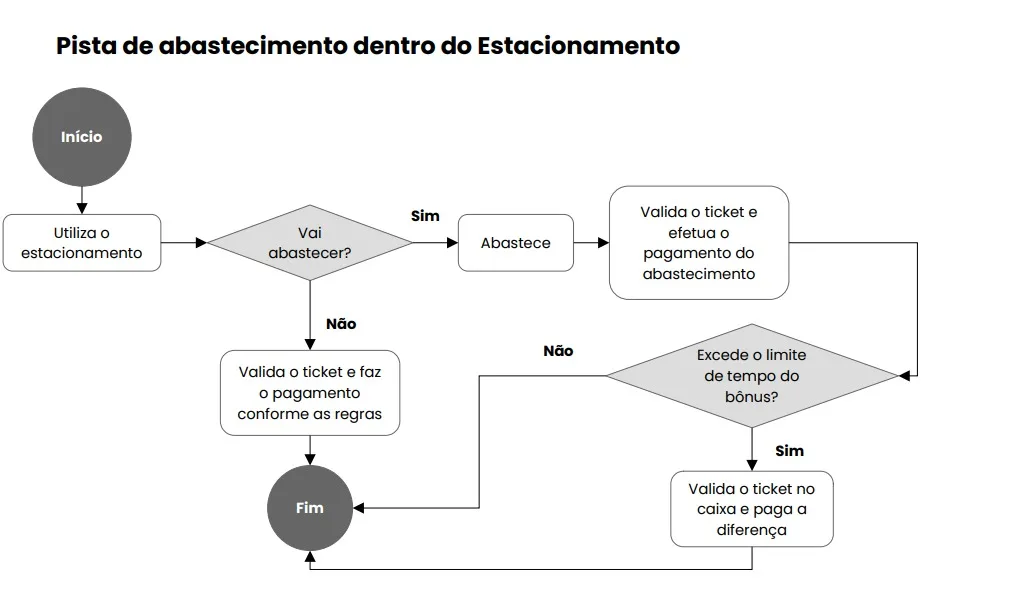 Pista de abastecimento dentro do Estacionamento
Início
Utiliza o
estacionamento
Vai
abastecer?
Sim
Abastece
Valida o ticket e
efetua o
pagamento do
abastecimento
Não
Valida o ticket e faz
o pagamento
conforme as regras
Não
Excede o limite
de tempo do
bônus?
Sim
Valida o ticket no
caixa e paga a
diferença
Fim